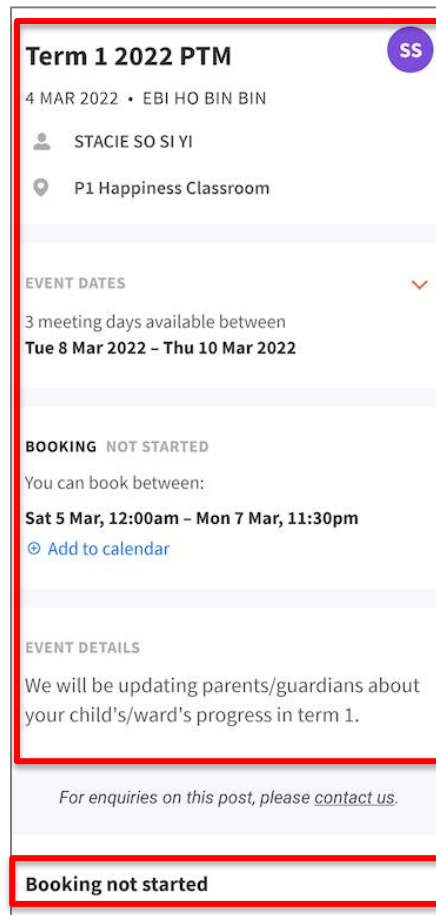 Term 1 2022 PTM
SS
4 MAR 2022 • EBI HO BIN BIN
STACIE SO SI YI
P1 Happiness Classroom
EVENT DATES
3 meeting days available between
Tue 8 Mar 2022 – Thu 10 Mar 2022
BOOKING NOT STARTED
You can book between:
Sat 5 Mar, 12:00am – Mon 7 Mar, 11:30pm
⊕ Add to calendar
EVENT DETAILS
We will be updating parents/guardians about
your child's/ward's progress in term 1.
For enquiries on this post, please contact us.
Booking not started